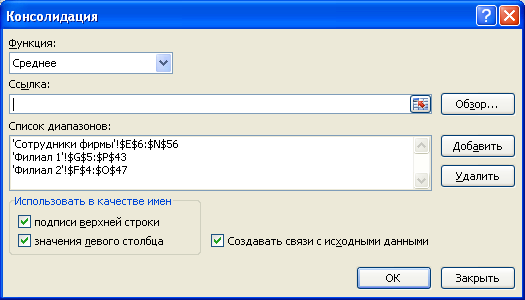 Консолидация
Функция:
Среднее
Ссылка:
Обзор...
Список диапазонов:
'Сотрудники фирмы'!$E$6:$N$56
'Филиал 1'!$G$5:$P$43
'Филиал 2'!$F$4:$O$47
Добавить
Удалить
Использовать в качестве имен
подписи верхней строки
значения левого столбца
Создавать связи с исходными данными
ОК
Закрыть